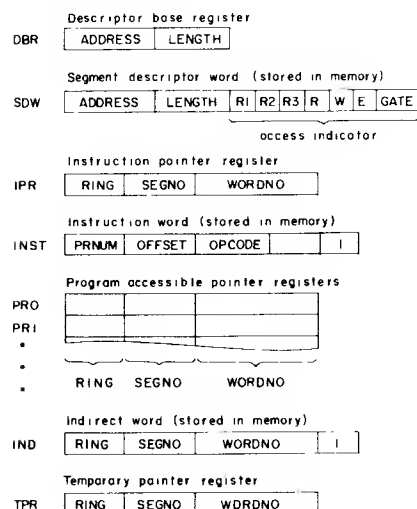 Descriptor base register
DBR ADDRESS LENGTH
Segment descriptor word (stored in memory)
SDW ADDRESS LENGTH R1 R2 R3 R W E GATE
access indicator
Instruction pointer register
IPR RING SEGNO WORDNO
Instruction word (stored in memory)
INST PRNUM OFFSET OPCODE I
Program accessible pointer registers
PR0
PR1
•
•
•
RING SEGNO WORDNO
Indirect word (stored in memory)
IND RING SEGNO WORDNO I
Temporary pointer register
TPR RING SEGNO WORDNO